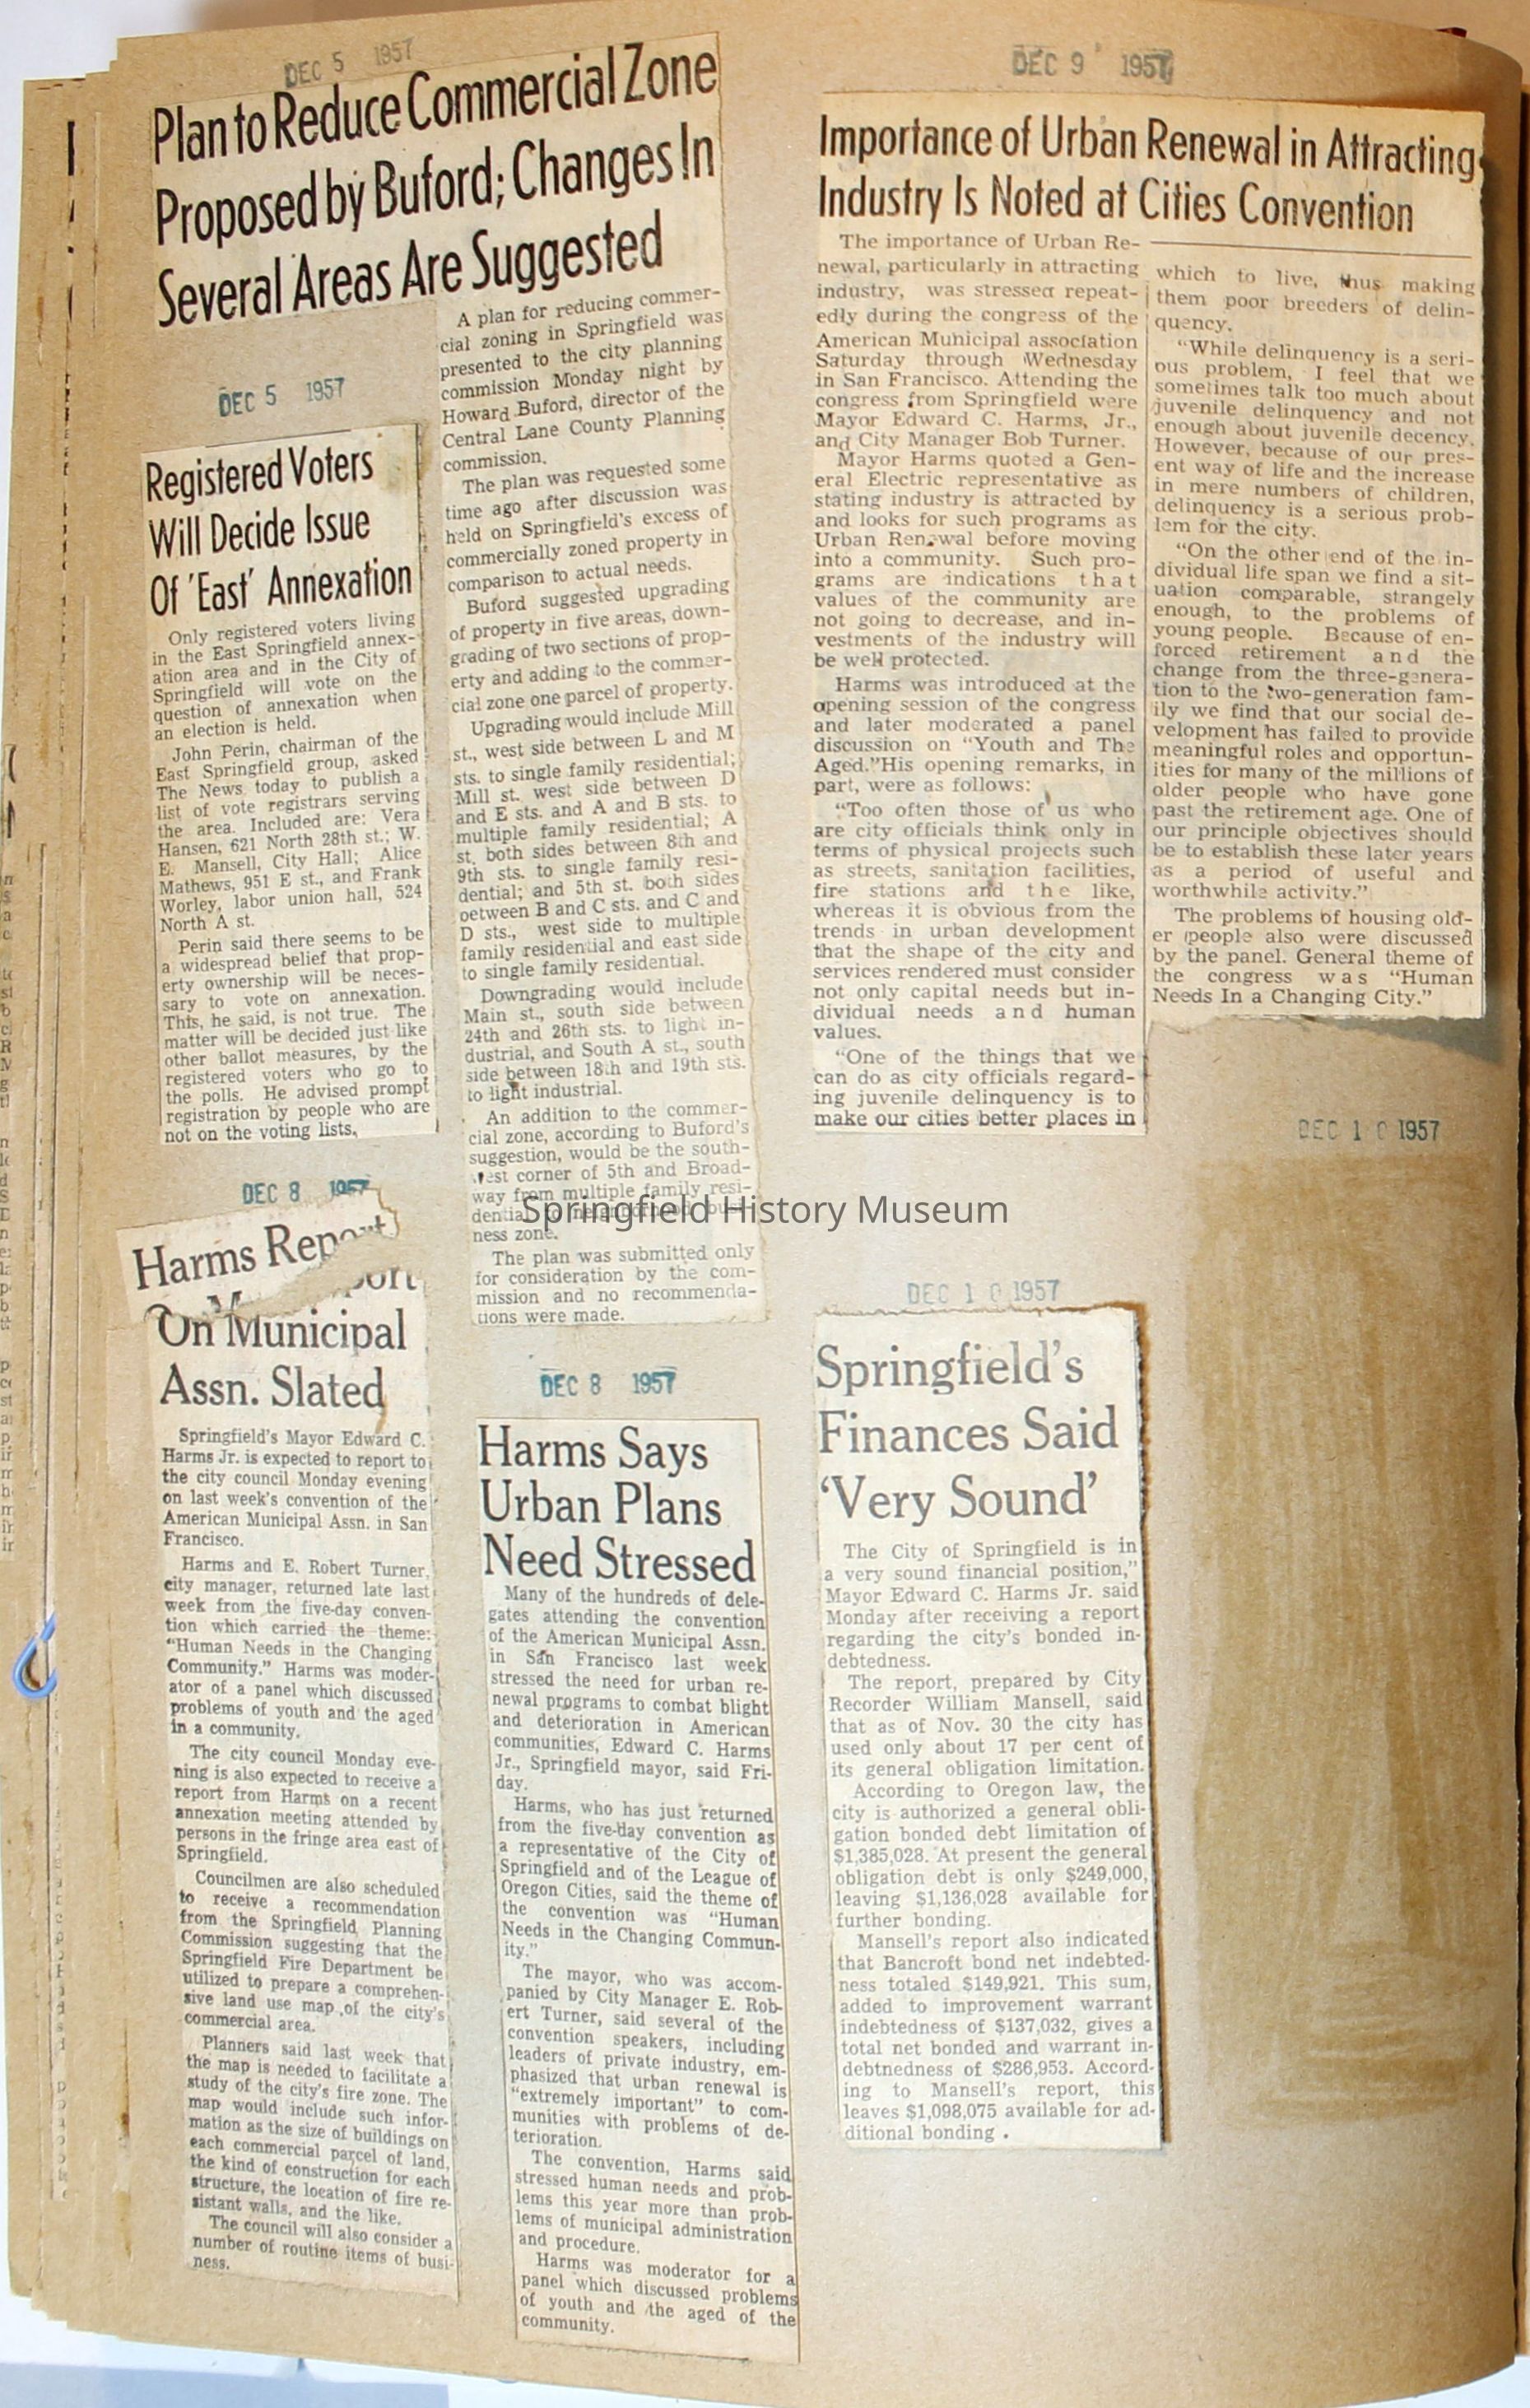 DEC 5 1957
Plan to Reduce Commercial Zone
Proposed by Buford; Changes In
Several Areas Are Suggested
A plan for reducing commer-
cial zoning in Springfield was
presented to the city planning
commission Monday night by
Howard Buford, director of the
Central Lane County Planning
commission.
The plan was requested some
time ago after discussion was
held on Springfield's excess of
commercially zoned property in
comparison to actual needs.
Buford suggested upgrading
of property in five areas, down-
grading of two sections of prop-
erty and adding to the commer-
cial zone one parcel of property.
Upgrading would include Mill
st., west side between L and M
sts. to single family residential;
Mill st. west side between D
and E sts. and A and B sts. to
multiple family residential; A
st. both sides between 8th and
9th sts. to single family resi-
dential; and 5th st. both sides
between B and C sts. and C and
D sts., west side to multiple
family residential and east side
to single family residential.
Downgrading would include
Main st., south side between
24th and 26th sts. to light in-
dustrial, and South A st., south
side between 18th and 19th sts.
to light industrial.
An addition to the commer-
cial zone, according to Buford's
suggestion, would be the south-
west corner of 5th and Broad-
way from multiple family resi-
dential to neighborhood busi-
ness zone.
The plan was submitted only
for consideration by the com-
mission and no recommenda-
tions were made.
DEC 5 1957
Registered Voters
Will Decide Issue
Of 'East' Annexation
Only registered voters living
in the East Springfield annex-
ation area and in the City of
Springfield will vote on the
question of annexation when
an election is held.
John Perin, chairman of the
East Springfield group, asked
The News today to publish a
list of vote registrars serving
the area. Included are: Vera
Hansen, 621 North 28th st.; W.
E. Mansell, City Hall; Alice
Mathews, 951 E st., and Frank
Worley, labor union hall, 524
North A st.
Perin said there seems to be
a widespread belief that prop-
erty ownership will be neces-
sary to vote on annexation.
This, he said, is not true. The
matter will be decided just like
other ballot measures, by the
registered voters who go to
the polls. He advised prompt
registration by people who are
not on the voting lists.
DEC 8 1957
Harms Report
On Municipal
Assn. Slated
Springfield's Mayor Edward C.
Harms Jr. is expected to report to
the city council Monday evening
on last week's convention of the
American Municipal Assn. in San
Francisco.
Harms and E. Robert Turner,
city manager, returned late last
week from the five-day conven-
tion which carried the theme:
"Human Needs in the Changing
Community." Harms was moder-
ator of a panel which discussed
problems of youth and the aged
in a community.
The city council Monday eve-
ning is also expected to receive a
report from Harms on a recent
annexation meeting attended by
persons in the fringe area east of
Springfield.
Councilmen are also scheduled
to receive a recommendation
from the Springfield Planning
Commission suggesting that the
Springfield Fire Department be
utilized to prepare a comprehen-
sive land use map of the city's
commercial area.
Planners said last week that
the map is needed to facilitate a
study of the city's fire zone. The
map would include such infor-
mation as the size of buildings on
each commercial parcel of land,
the kind of construction for each
structure, the location of fire re-
sistant walls, and the like.
The council will also consider a
number of routine items of busi-
ness.
DEC 8 1957
Harms Says
Urban Plans
Need Stressed
Many of the hundreds of dele-
gates attending the convention
of the American Municipal Assn.
in San Francisco last week
stressed the need for urban re-
newal programs to combat blight
and deterioration in American
communities, Edward C. Harms
Jr., Springfield mayor, said Fri-
day.
Harms, who has just returned
from the five-day convention as
a representative of the City of
Springfield and of the League of
Oregon Cities, said the theme of
the convention was "Human
Needs in the Changing Commun-
ity."
The mayor, who was accom-
panied by City Manager E. Rob-
ert Turner, said several of the
convention speakers, including
leaders of private industry, em-
phasized that urban renewal is
"extremely important" to com-
munities with problems of de-
terioration.
The convention, Harms said,
stressed human needs and prob-
lems this year more than prob-
lems of municipal administration
and procedure.
Harms was moderator for a
panel which discussed problems
of youth and the aged of the
community.
DEC 9 1957
Importance of Urban Renewal in Attracting
Industry Is Noted at Cities Convention
The importance of Urban Re-
newal, particularly in attracting
industry, was stressed repeat-
edly during the congress of the
American Municipal association
Saturday through Wednesday
in San Francisco. Attending the
congress from Springfield were
Mayor Edward C. Harms, Jr.,
and City Manager Bob Turner.
Mayor Harms quoted a Gen-
eral Electric representative as
stating industry is attracted by
and looks for such programs as
Urban Renewal before moving
into a community. Such pro-
grams are indications that
values of the community are
not going to decrease, and in-
vestments of the industry will
be well protected.
Harms was introduced at the
opening session of the congress
and later moderated a panel
discussion on "Youth and The
Aged."His opening remarks, in
part, were as follows:
"Too often those of us who
are city officials think only in
terms of physical projects such
as streets, sanitation facilities,
fire stations and the like,
whereas it is obvious from the
trends in urban development
that the shape of the city and
services rendered must consider
not only capital needs but in-
dividual needs and human
values.
"One of the things that we
can do as city officials regard-
ing juvenile delinquency is to
make our cities better places in
which to live, thus making
them poor breeders of delin-
quency.
"While delinquency is a seri-
ous problem, I feel that we
sometimes talk too much about
juvenile delinquency and not
enough about juvenile decency.
However, because of our pres-
ent way of life and the increase
in mere numbers of children,
delinquency is a serious prob-
lem for the city.
"On the other end of the in-
dividual life span we find a sit-
uation comparable, strangely
enough, to the problems of
young people. Because of en-
forced retirement and the
change from the three-genera-
tion to the two-generation fam-
ily we find that our social de-
velopment has failed to provide
meaningful roles and opportun-
ities for many of the millions of
older people who have gone
past the retirement age. One of
our principle objectives should
be to establish these later years
as a period of useful and
worthwhile activity."
The problems of housing old-
er people also were discussed
by the panel. General theme of
the congress was "Human
Needs In a Changing City."
DEC 10 1957
Springfield History Museum
DEC 10 1957
Springfield's
Finances Said
'Very Sound'
The City of Springfield is in
a very sound financial position,"
Mayor Edward C. Harms Jr. said
Monday after receiving a report
regarding the city's bonded in-
debtedness.
The report, prepared by City
Recorder William Mansell, said
that as of Nov. 30 the city has
used only about 17 per cent of
its general obligation limitation.
According to Oregon law, the
city is authorized a general obli-
gation bonded debt limitation of
$1,385,028. At present the general
obligation debt is only $249,000,
leaving $1,136,028 available for
further bonding.
Mansell's report also indicated
that Bancroft bond net indebted-
ness totaled $149,921. This sum,
added to improvement warrant
indebtedness of $137,032, gives a
total net bonded and warrant in-
debtnedness of $286,953. Accord-
ing to Mansell's report, this
leaves $1,098,075 available for ad-
ditional bonding .